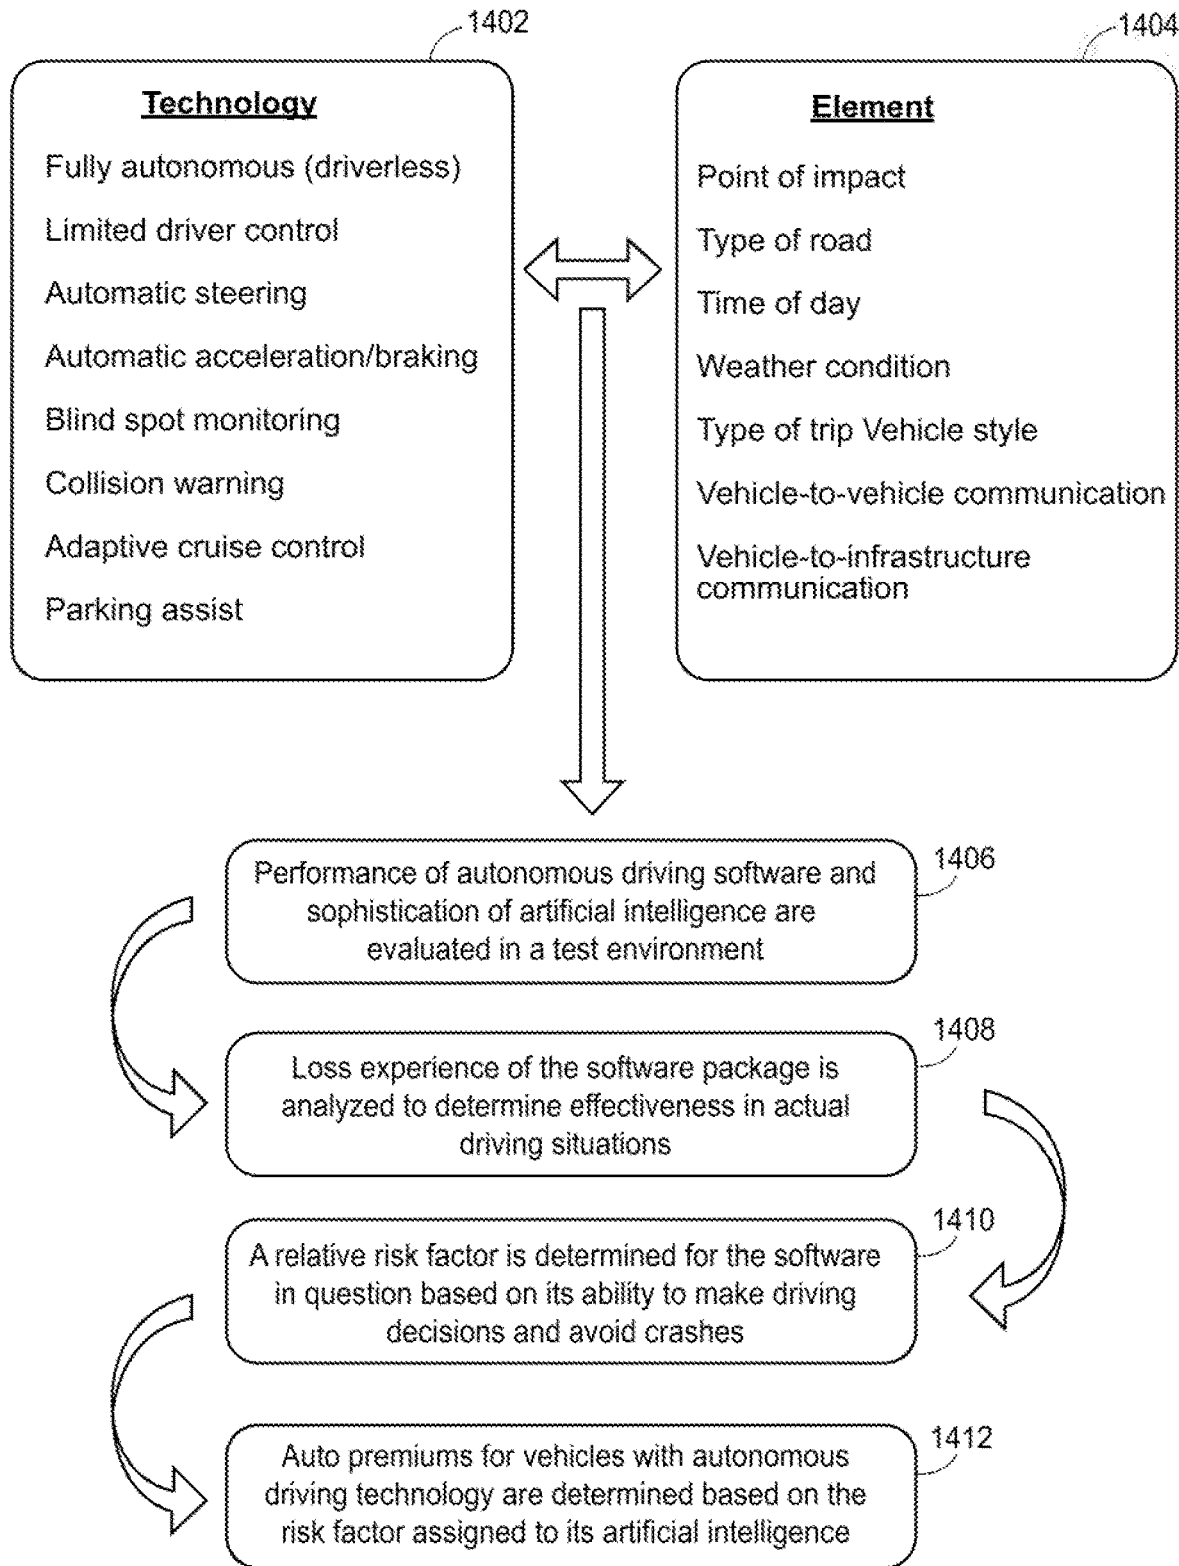 1402
Technology
Fully autonomous (driverless)
Limited driver control
Automatic steering
Automatic acceleration/braking
Blind spot monitoring
Collision warning
Adaptive cruise control
Parking assist
1404
Element
Point of impact
Type of road
Time of day
Weather condition
Type of trip Vehicle style
Vehicle-to-vehicle communication
Vehicle-to-infrastructure
communication
1406
Performance of autonomous driving software and
sophistication of artificial intelligence are
evaluated in a test environment
1408
Loss experience of the software package is
analyzed to determine effectiveness in actual
driving situations
1410
A relative risk factor is determined for the software
in question based on its ability to make driving
decisions and avoid crashes
1412
Auto premiums for vehicles with autonomous
driving technology are determined based on the
risk factor assigned to its artificial intelligence